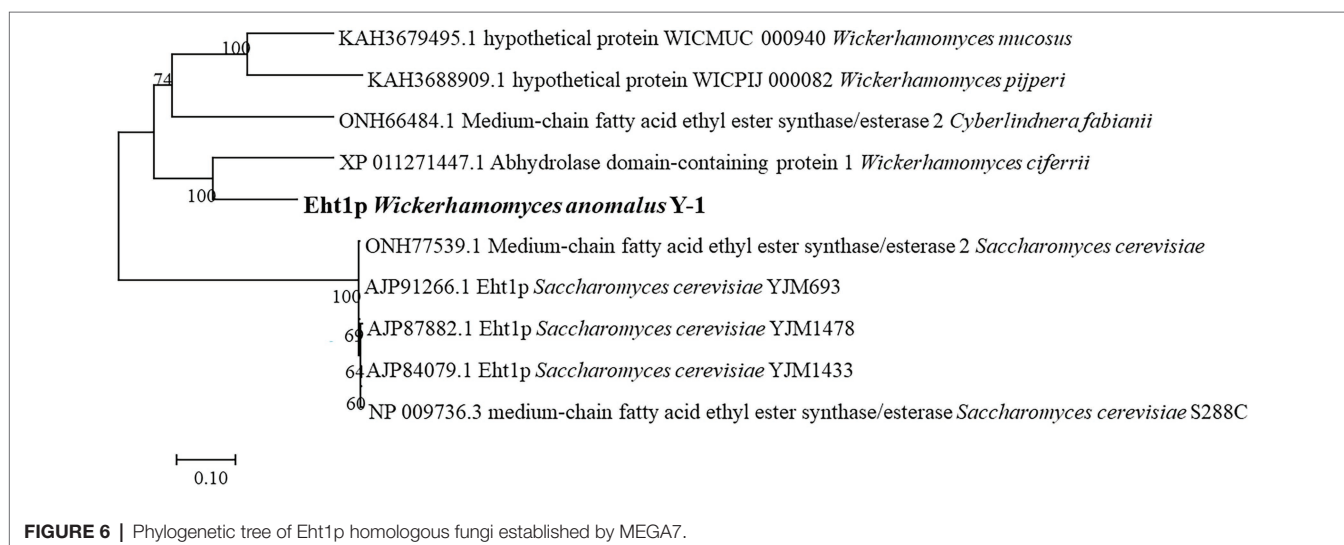 100
KAH3679495.1 hypothetical protein WICMUC 000940 Wickerhamomyces mucosus
74
KAH3688909.1 hypothetical protein WICPIJ 000082 Wickerhamomyces pijperi
ONH66484.1 Medium-chain fatty acid ethyl ester synthase/esterase 2 Cyberlindnera fabianii
XP 011271447.1 Abhydrolase domain-containing protein 1 Wickerhamomyces ciferrii
100
Eht1p Wickerhamomyces anomalus Y-1
ONH77539.1 Medium-chain fatty acid ethyl ester synthase/esterase 2 Saccharomyces cerevisiae
100
AJP91266.1 Eht1p Saccharomyces cerevisiae YJM693
69
AJP87882.1 Eht1p Saccharomyces cerevisiae YJM1478
64
AJP84079.1 Eht1p Saccharomyces cerevisiae YJM1433
60
NP 009736.3 medium-chain fatty acid ethyl ester synthase/esterase Saccharomyces cerevisiae S288C
0.10
FIGURE 6 | Phylogenetic tree of Eht1p homologous fungi established by MEGA7.